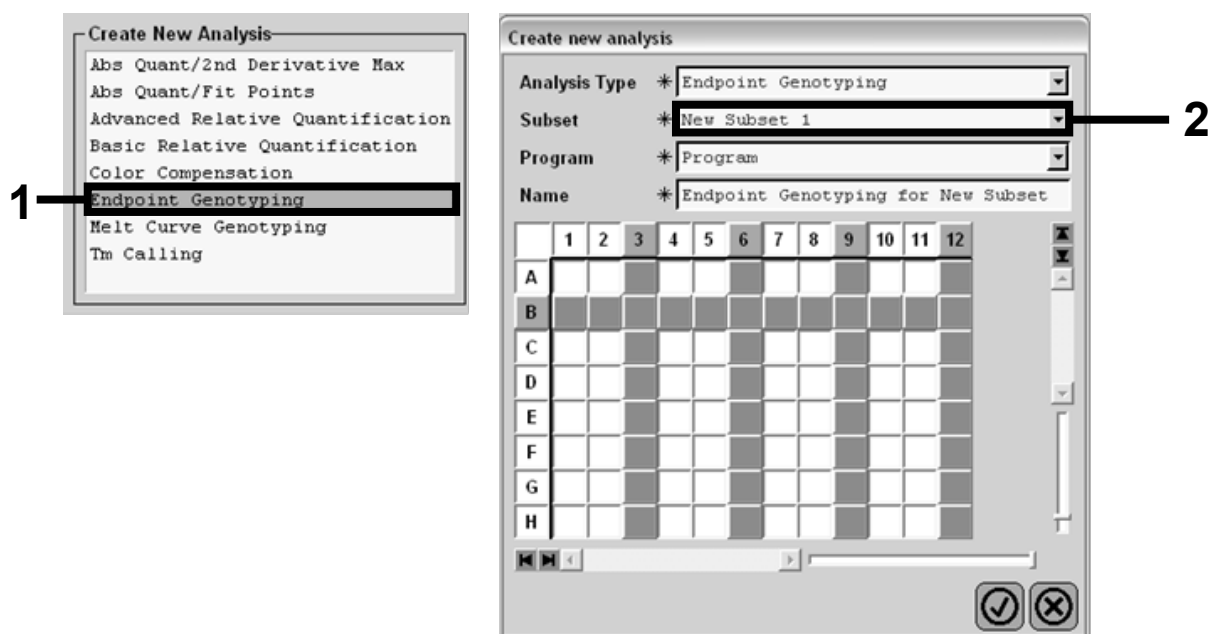 Create New Analysis
Abs Quant/2nd Derivative Max
Abs Quant/Fit Points
Advanced Relative Quantification
Basic Relative Quantification
Color Compensation
1
Endpoint Genotyping
Melt Curve Genotyping
Tm Calling
Create new analysis
Analysis Type * Endpoint Genotyping
Subset * New Subset 1
2
Program * Program
Name * Endpoint Genotyping for New Subset
1 2 3 4 5 6 7 8 9 10 11 12
A
B
C
D
E
F
G
H